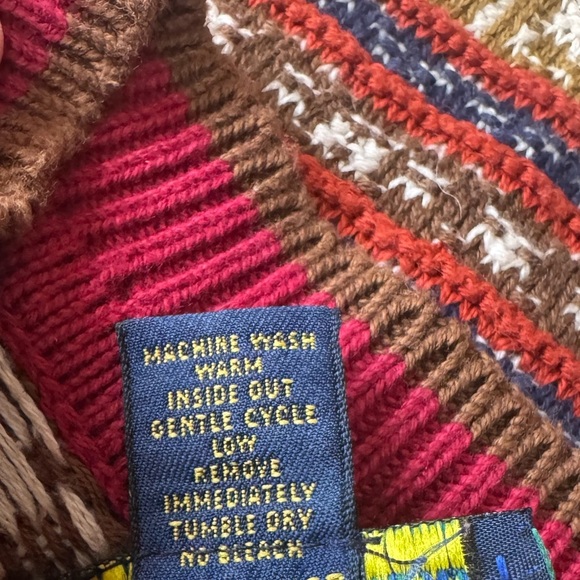 MACHINE WASH
WARM
INSIDE OUT
GENTLE CYCLE
LOW
REMOVE
IMMEDIATELY
TUMBLE DRY
NO BLEACH